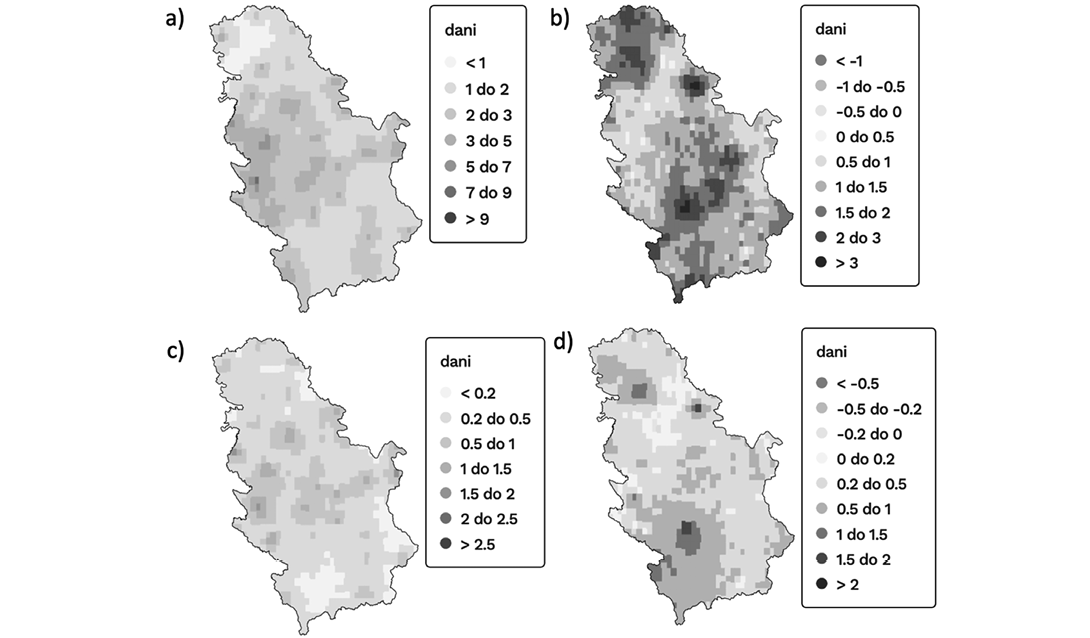 a)
dani
< 1
1 do 2
2 do 3
3 do 5
5 do 7
7 do 9
> 9
b)
dani
< -1
-1 do -0.5
-0.5 do 0
0 do 0.5
0.5 do 1
1 do 1.5
1.5 do 2
2 do 3
> 3
c)
dani
< 0.2
0.2 do 0.5
0.5 do 1
1 do 1.5
1.5 do 2
2 do 2.5
> 2.5
d)
dani
< -0.5
-0.5 do -0.2
-0.2 do 0
0 do 0.2
0.2 do 0.5
0.5 do 1
1 do 1.5
1.5 do 2
> 2